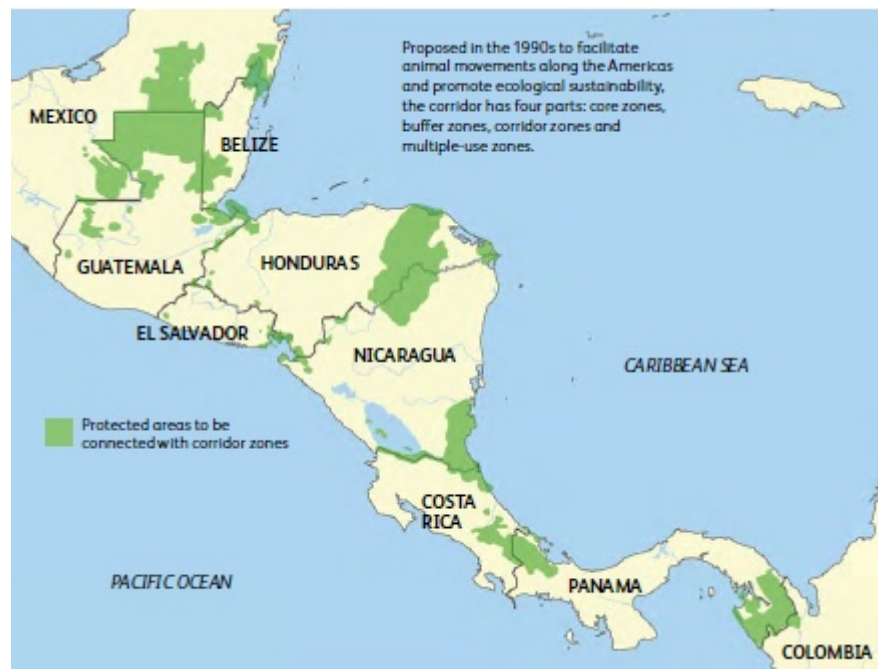 Proposed in the 1990s to facilitate
animal movements along the Americas
and promote ecological sustainability,
the corridor has four parts: core zones,
buffer zones, corridor zones and
multiple-use zones.
MEXICO
BELIZE
GUATEMALA
HONDURAS
EL SALVADOR
NICARAGUA
CARIBBEAN SEA
Protected areas to be
connected with corridor zones
COSTA
RICA
PACIFIC OCEAN
PANAMA
COLOMBIA